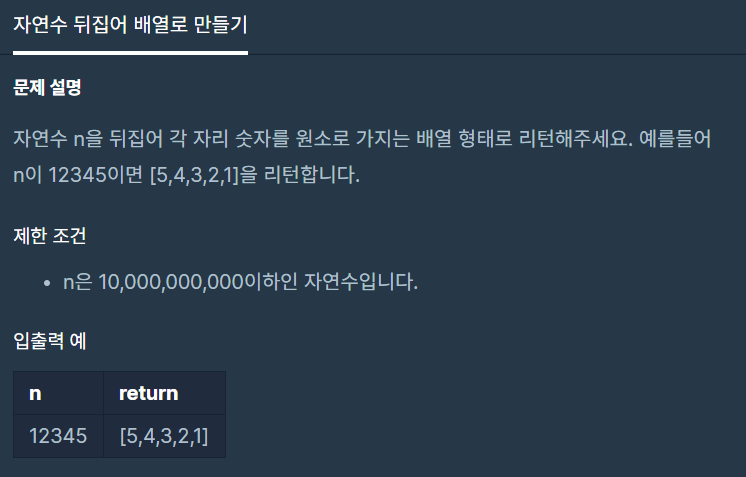 자연수 뒤집어 배열로 만들기
문제 설명
자연수 n을 뒤집어 각 자리 숫자를 원소로 가지는 배열 형태로 리턴해주세요. 예를들어
n이 12345이면 [5,4,3,2,1]을 리턴합니다.
제한 조건
• n은 10,000,000,000이하인 자연수입니다.
입출력 예
n return
12345 [5,4,3,2,1]